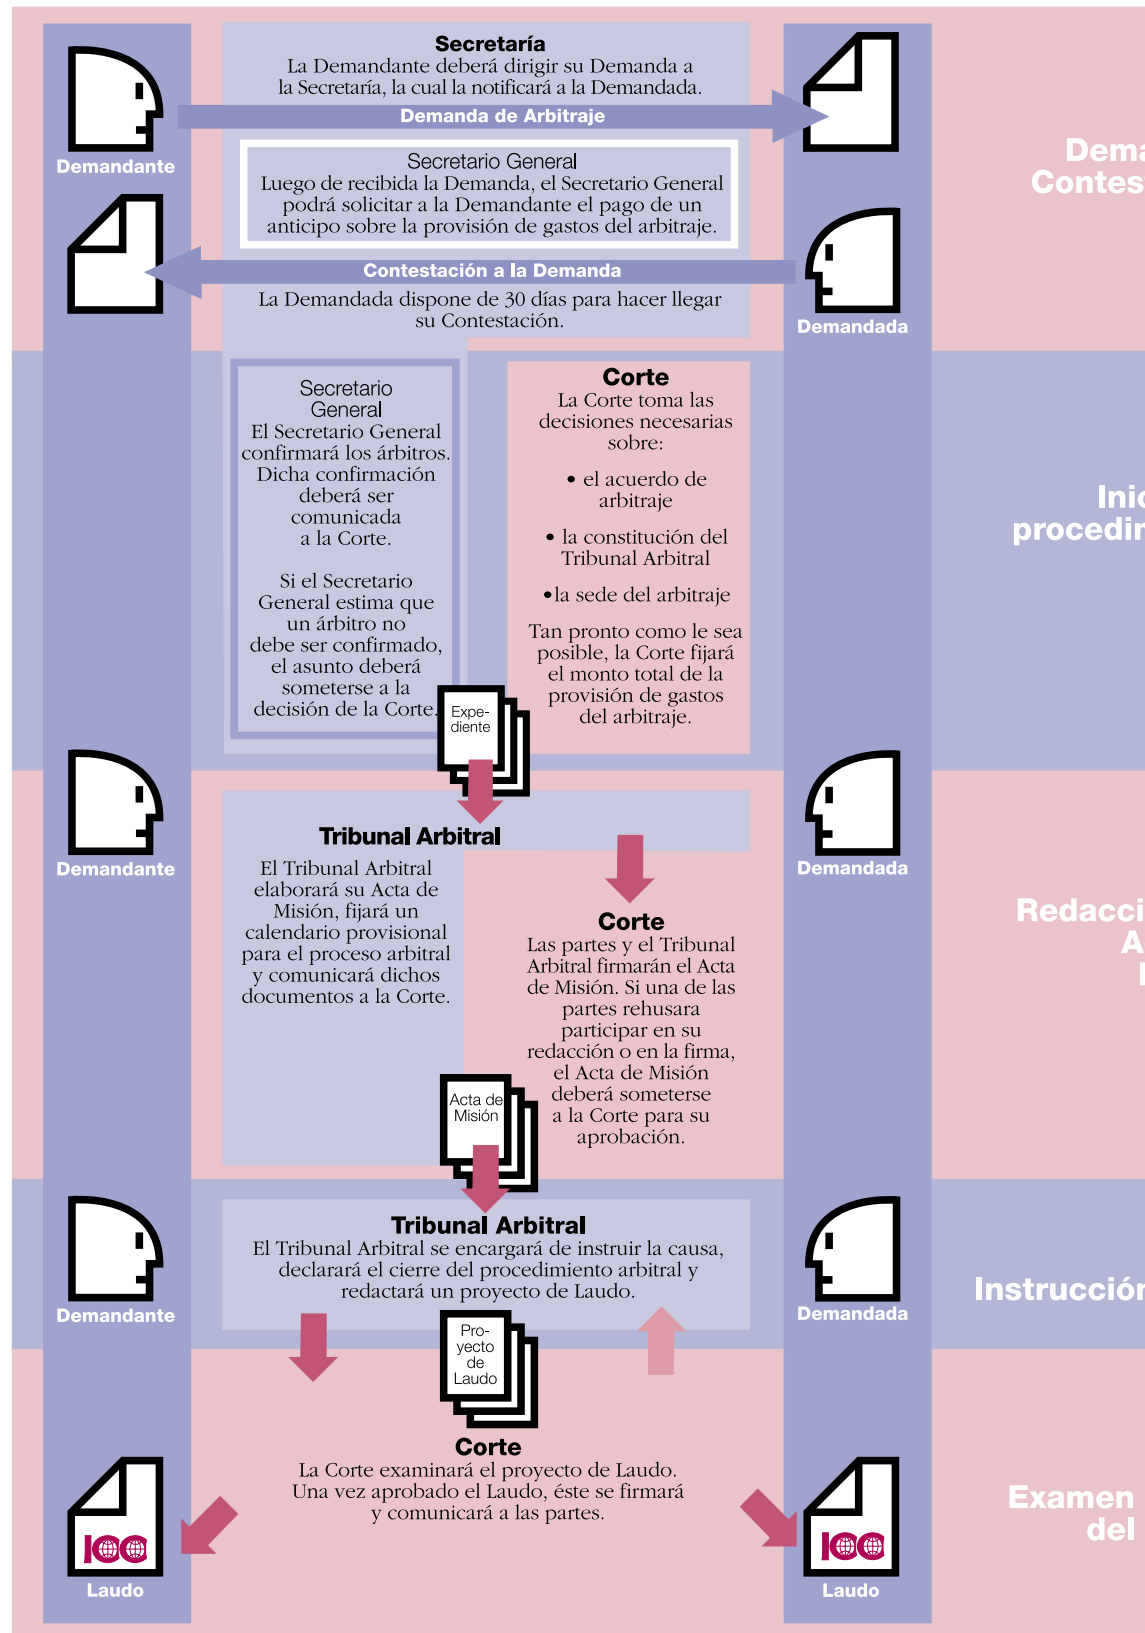 Secretaría
La Demandante deberá dirigir su Demanda a
la Secretaría, la cual la notificará a la Demandada.
Demanda de Arbitraje
Demandante
Secretario General
Luego de recibida la Demanda, el Secretario General
podrá solicitar a la Demandante el pago de un
anticipo sobre la provisión de gastos del arbitraje.
Contestación a la Demanda
La Demandada dispone de 30 días para hacer llegar
su Contestación.
Demandada
Secretario
General
El Secretario General
confirmará los árbitros.
Dicha confirmación
deberá ser
comunicada
a la Corte.
Si el Secretario
General estima que
un árbitro no
debe ser confirmado,
el asunto deberá
someterse a la
decisión de la Corte.
Corte
La Corte toma las
decisiones necesarias
sobre:
• el acuerdo de
arbitraje
• la constitución del
Tribunal Arbitral
•la sede del arbitraje
Tan pronto como le sea
posible, la Corte fijará
el monto total de la
provisión de gastos
del arbitraje.
Expe-
diente
Demandante
Demandada
Tribunal Arbitral
El Tribunal Arbitral
elaborará su Acta de
Misión, fijará un
calendario provisional
para el proceso arbitral
y comunicará dichos
documentos a la Corte.
Corte
Las partes y el Tribunal
Arbitral firmarán el Acta
de Misión. Si una de las
partes rehusara
participar en su
redacción o en la firma,
el Acta de Misión
deberá someterse
a la Corte para su
aprobación.
Acta de
Misión
Tribunal Arbitral
El Tribunal Arbitral se encargará de instruir la causa,
declarará el cierre del procedimiento arbitral y
redactará un proyecto de Laudo.
Demandante
Demandada
Instrucción
Pro-
yecto
de
Laudo
Corte
La Corte examinará el proyecto de Laudo.
Una vez aprobado el Laudo, éste se firmará
y comunicará a las partes.
Examen
del
ICC
Laudo
ICC
Laudo